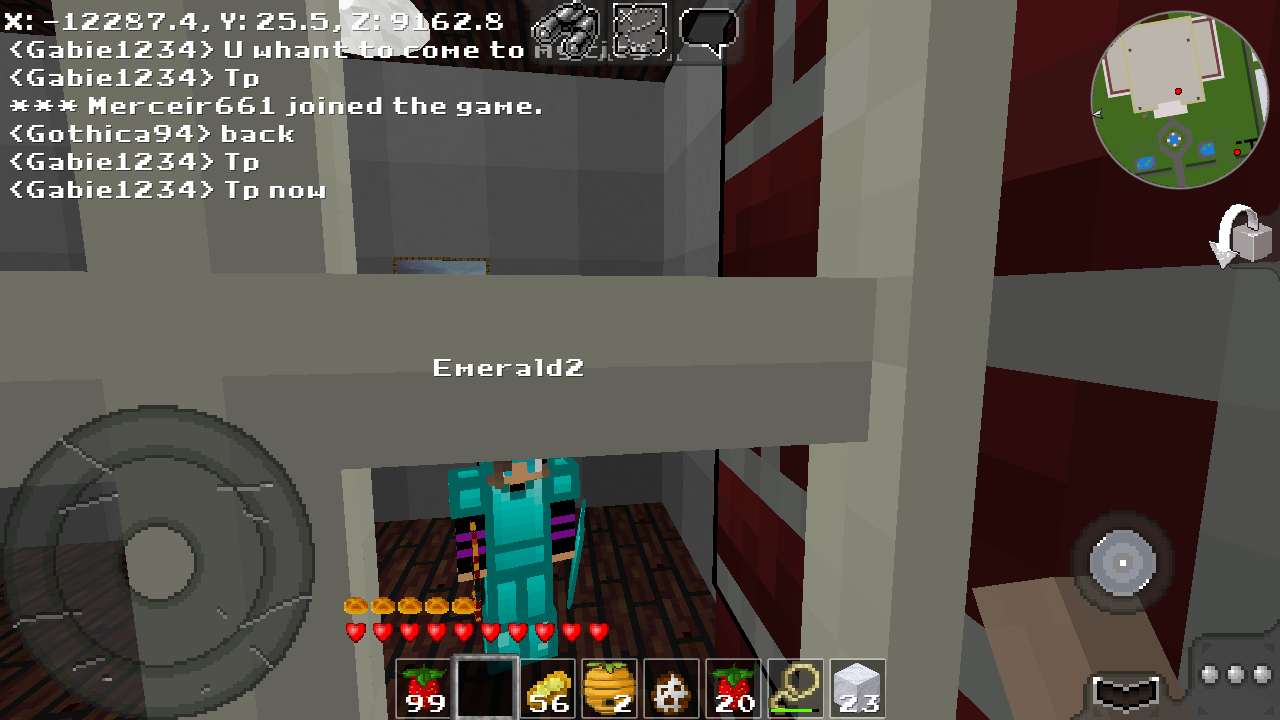 X: -12287.4, Y: 25.5, Z: 9162.8
<Gabie1234> U whant to come to
<Gabie1234> Tp
*** Merceir661 joined the game.
<Gothica94> back
<Gabie1234> Tp
<Gabie1234> Tp now
Emerald2
99
56
2
20
23